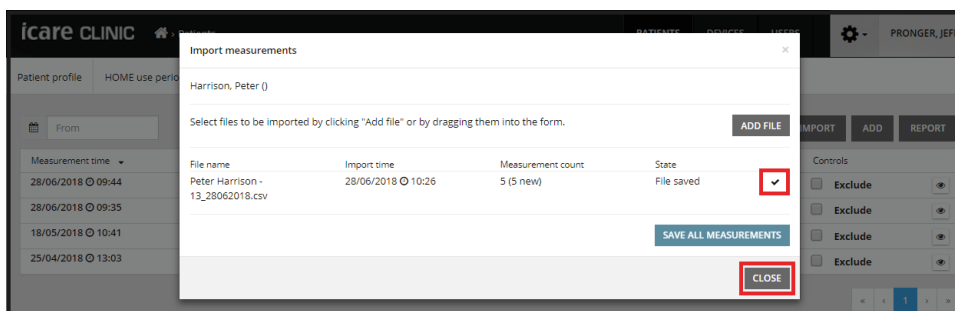 icare CLINIC
PATIENTS DEVICES USERS
PRONGER, JEF
Import measurements ×
Patient profile HOME use perio
Harrison, Peter ()
Select files to be imported by clicking "Add file" or by dragging them into the form.
ADD FILE
From
IMPORT ADD REPORT
Measurement time
Controls
File name Import time Measurement count State
Peter Harrison - 28/06/2018 10:26 5 (5 new) File saved
13_28062018.csv
28/06/2018 09:44 Exclude
28/06/2018 09:35 Exclude
18/05/2018 10:41 Exclude
25/04/2018 13:03 Exclude
SAVE ALL MEASUREMENTS
CLOSE
« ‹ 1 › »